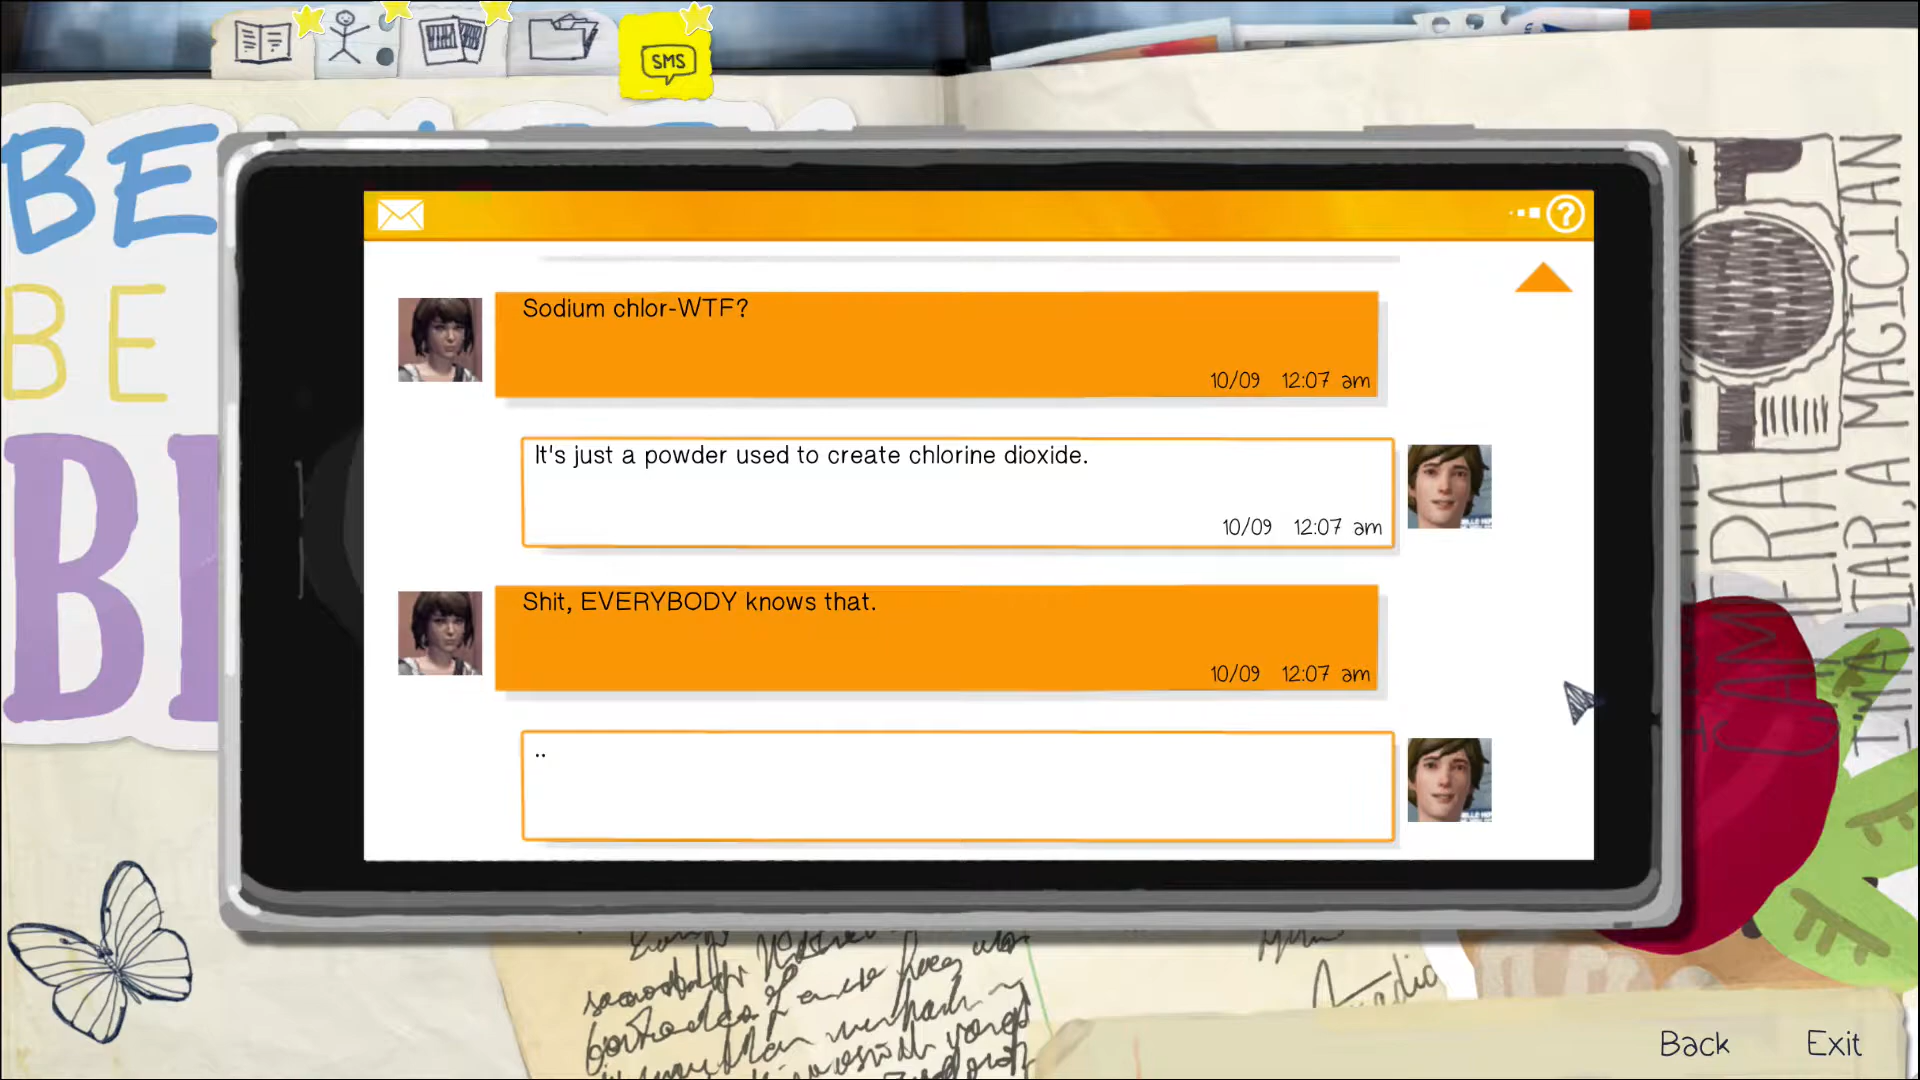 SMS
BE
BE
?
Sodium chlor-WTF?
10/09 12:07 am
It's just a powder used to create chlorine dioxide.
10/09 12:07 am
Shit, EVERYBODY knows that.
10/09 12:07 am
..
CAMERA
LIAR, A MAGICIAN
Back
Exit